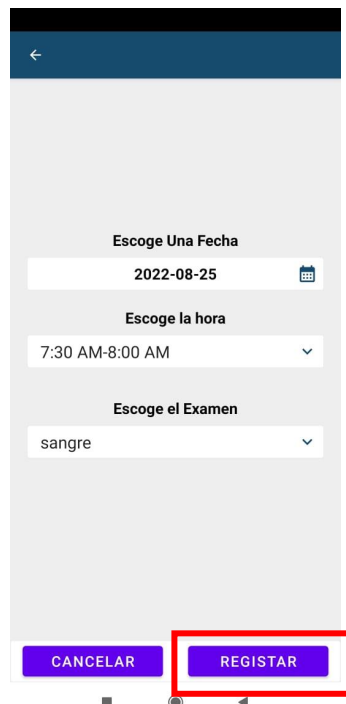 Escoge Una Fecha
2022-08-25
Escoge la hora
7:30 AM-8:00 AM
Escoge el Examen
sangre
CANCELAR REGISTAR